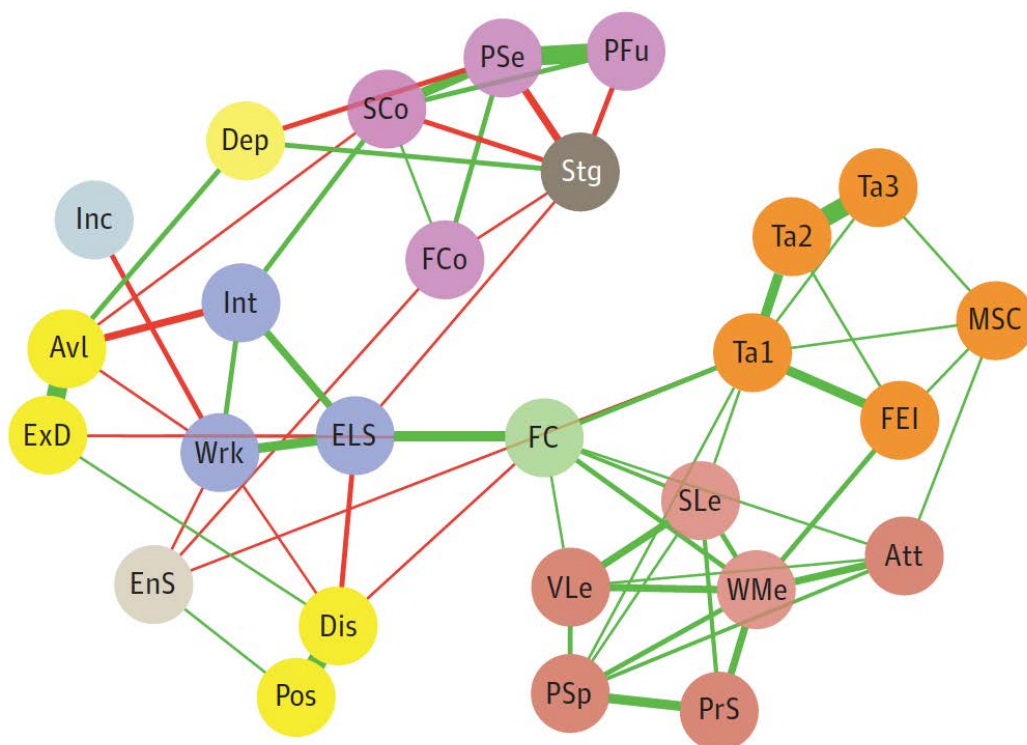 PSe
PFu
SCo
Dep
Stg
Ta3
Inc
Ta2
FCo
Int
MSC
Avl
Ta1
FEI
ExD
Wrk
ELS
FC
SLe
Att
EnS
VLe
WMe
Dis
Pos
PSp
PrS